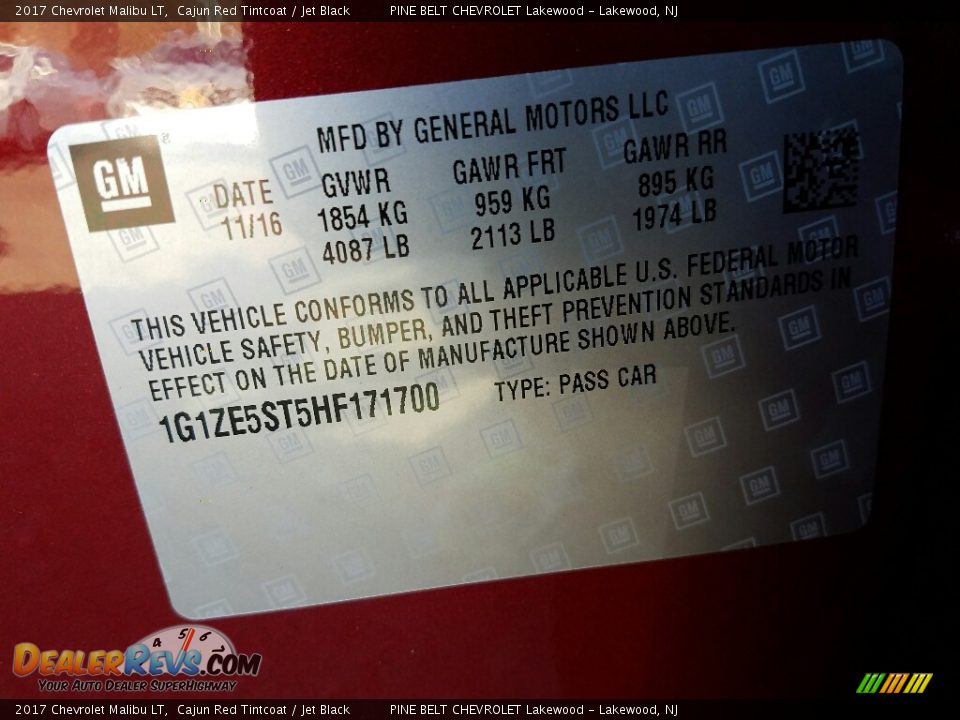 2017 Chevrolet Malibu LT,  Cajun Red Tintcoat / Jet Black        PINE BELT CHEVROLET Lakewood - Lakewood, NJ
MFD BY GENERAL MOTORS LLC
GM
DATE GVWR GAWR FRT GAWR RR
11/16 1854 KG 959 KG 895 KG
4087 LB 2113 LB 1974 LB
THIS VEHICLE CONFORMS TO ALL APPLICABLE U.S. FEDERAL MOTOR
VEHICLE SAFETY, BUMPER, AND THEFT PREVENTION STANDARDS IN
EFFECT ON THE DATE OF MANUFACTURE SHOWN ABOVE.
1G1ZE5ST5HF171700 TYPE: PASS CAR
4 5 6
DealerRevs.com
Your Auto Dealer SuperHighway
2017 Chevrolet Malibu LT,  Cajun Red Tintcoat / Jet Black        PINE BELT CHEVROLET Lakewood - Lakewood, NJ